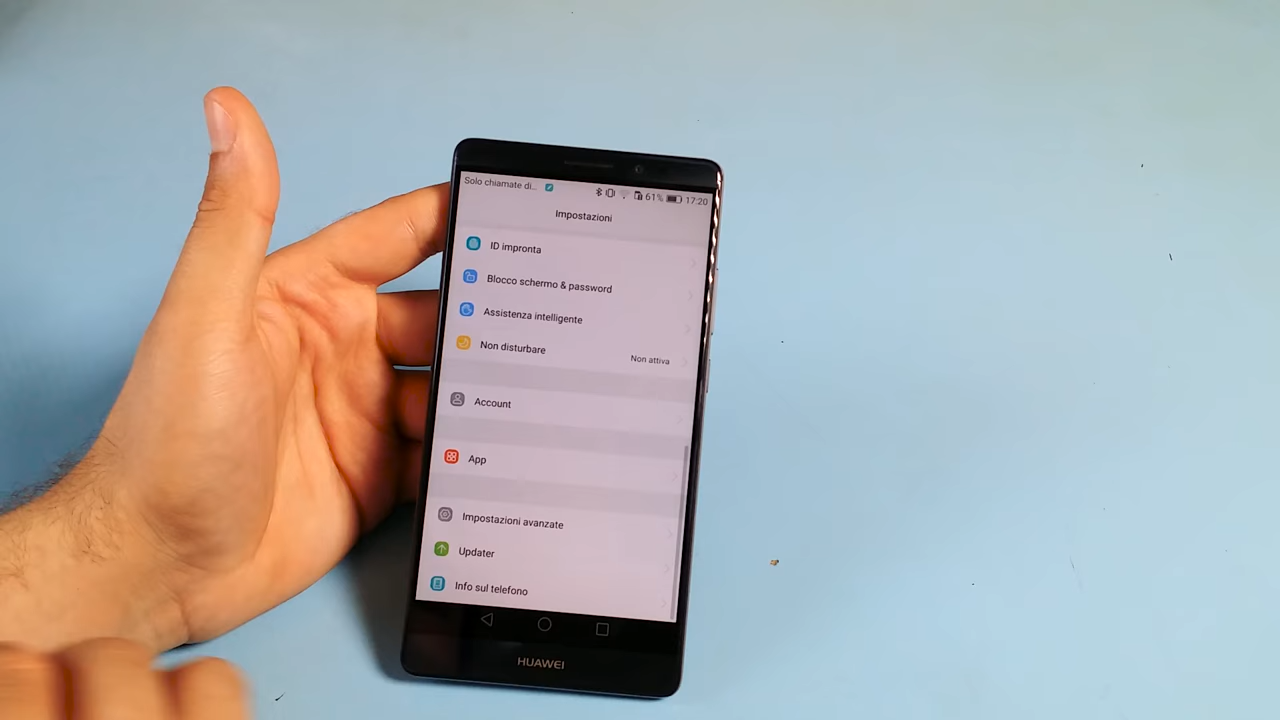 Solo chiamate di...
61% 17:20
Impostazioni
ID impronta
Blocco schermo & password
Assistenza intelligente
Non disturbare Non attiva
Account
App
Impostazioni avanzate
Updater
Info sul telefono
HUAWEI